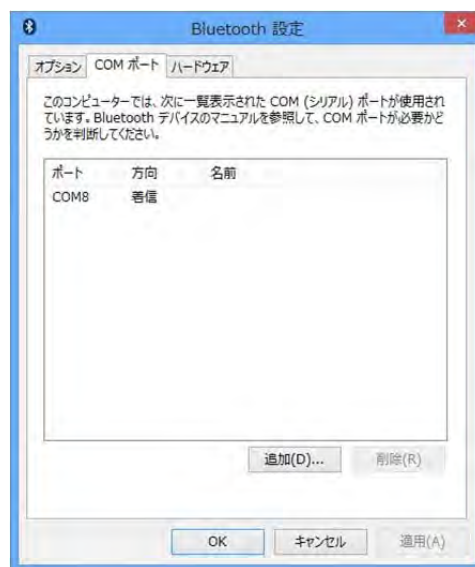 Bluetooth 設定
オプション COM ポート ハードウェア
このコンピューターでは、次に一覧表示された COM (シリアル) ポートが使用され
ています。Bluetooth デバイスのマニュアルを参照して、COM ポートが必要かど
うかを判断してください。
ポート 方向 名前
COM8 着信
追加(D)... 削除(R)
OK キャンセル 適用(A)